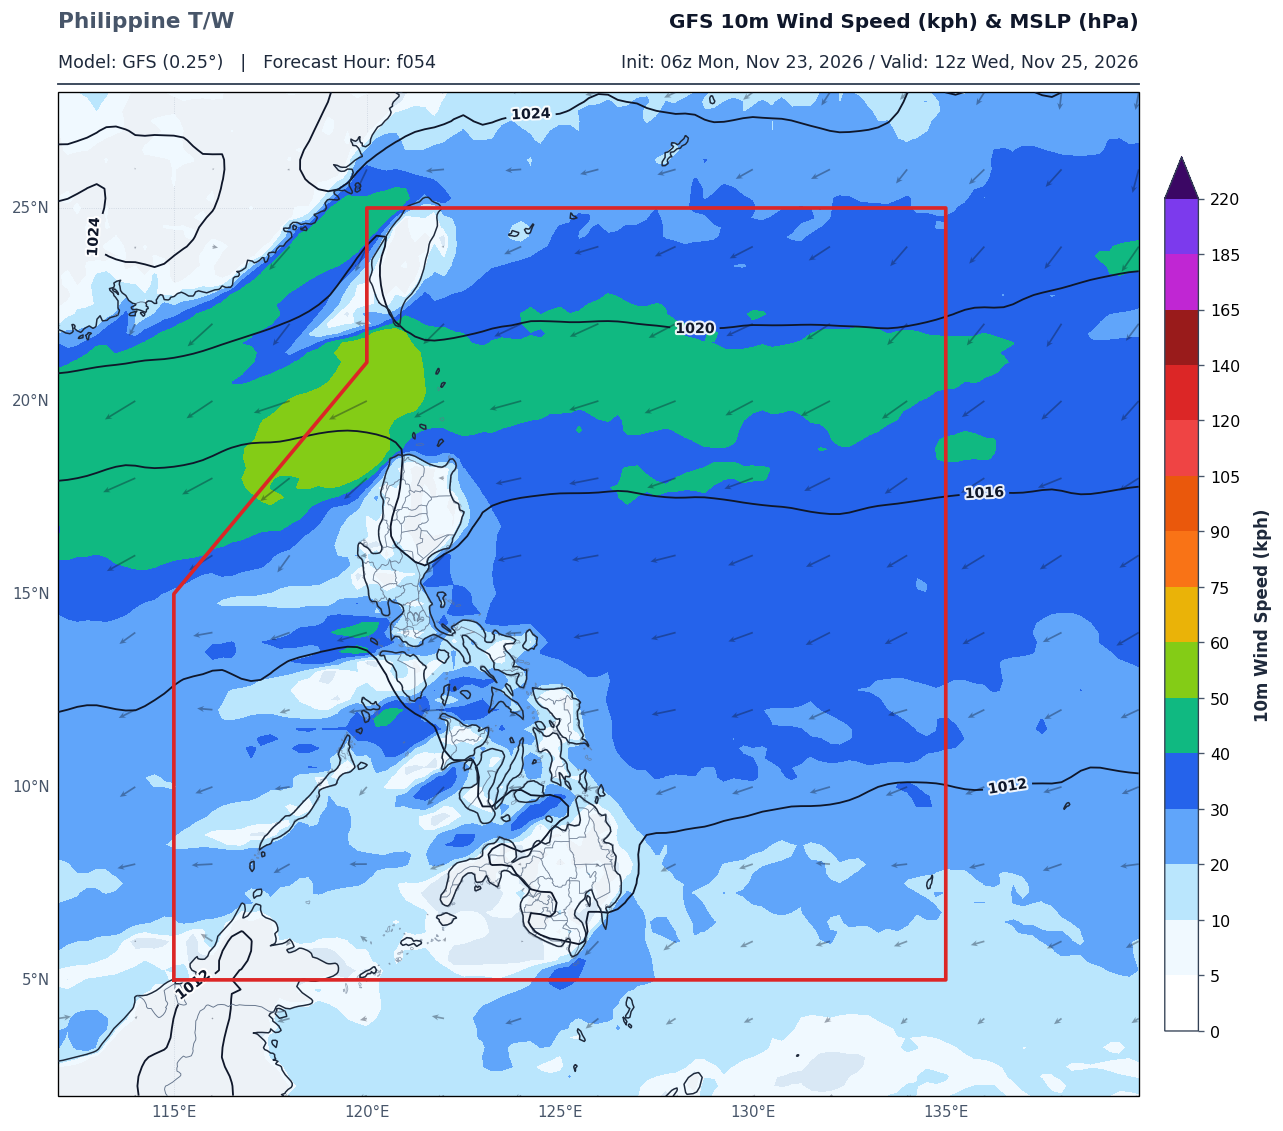 Philippine T/W
GFS 10m Wind Speed (kph) & MSLP (hPa)
Model: GFS (0.25°)   |   Forecast Hour: f054
Init: 06z Mon, Nov 23, 2026 / Valid: 12z Wed, Nov 25, 2026
1024
1024
1020
1016
1012
1012
25°N
20°N
15°N
10°N
5°N
115°E
120°E
125°E
130°E
135°E
220
185
165
140
120
105
90
75
60
50
40
30
20
10
5
0
10m Wind Speed (kph)